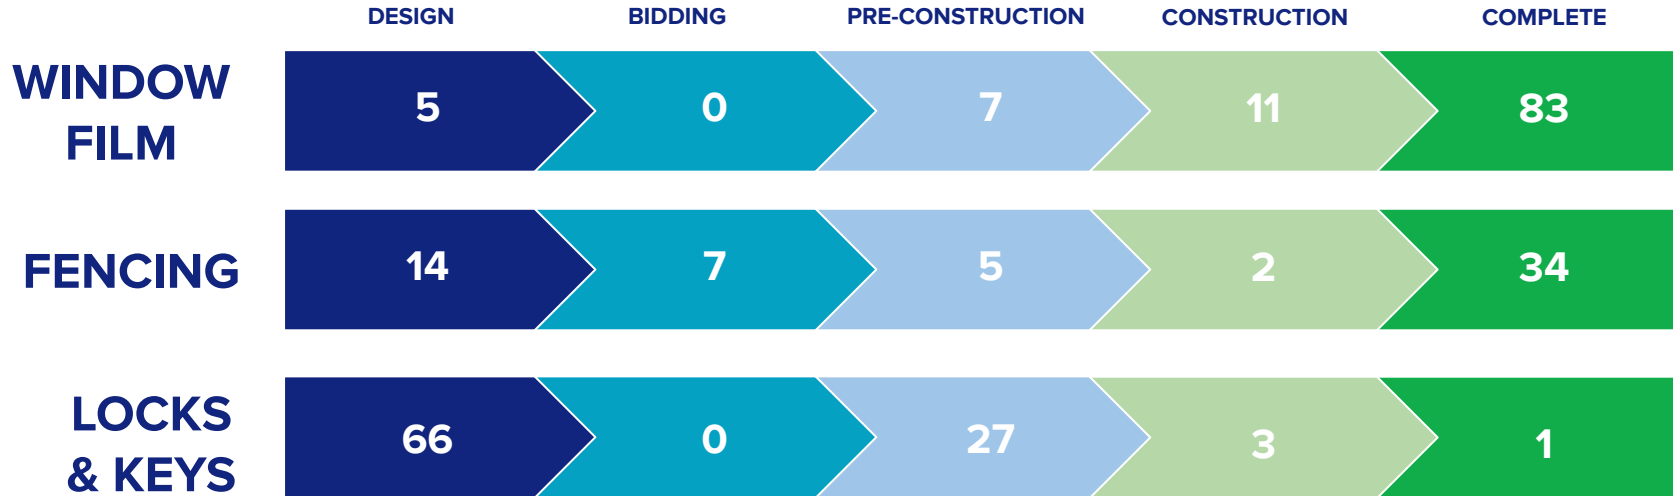 DESIGN BIDDING PRE-CONSTRUCTION CONSTRUCTION COMPLETE
WINDOW
FILM
5 0 7 11 83
FENCING 14 7 5 2 34
LOCKS
& KEYS
66 0 27 3 1